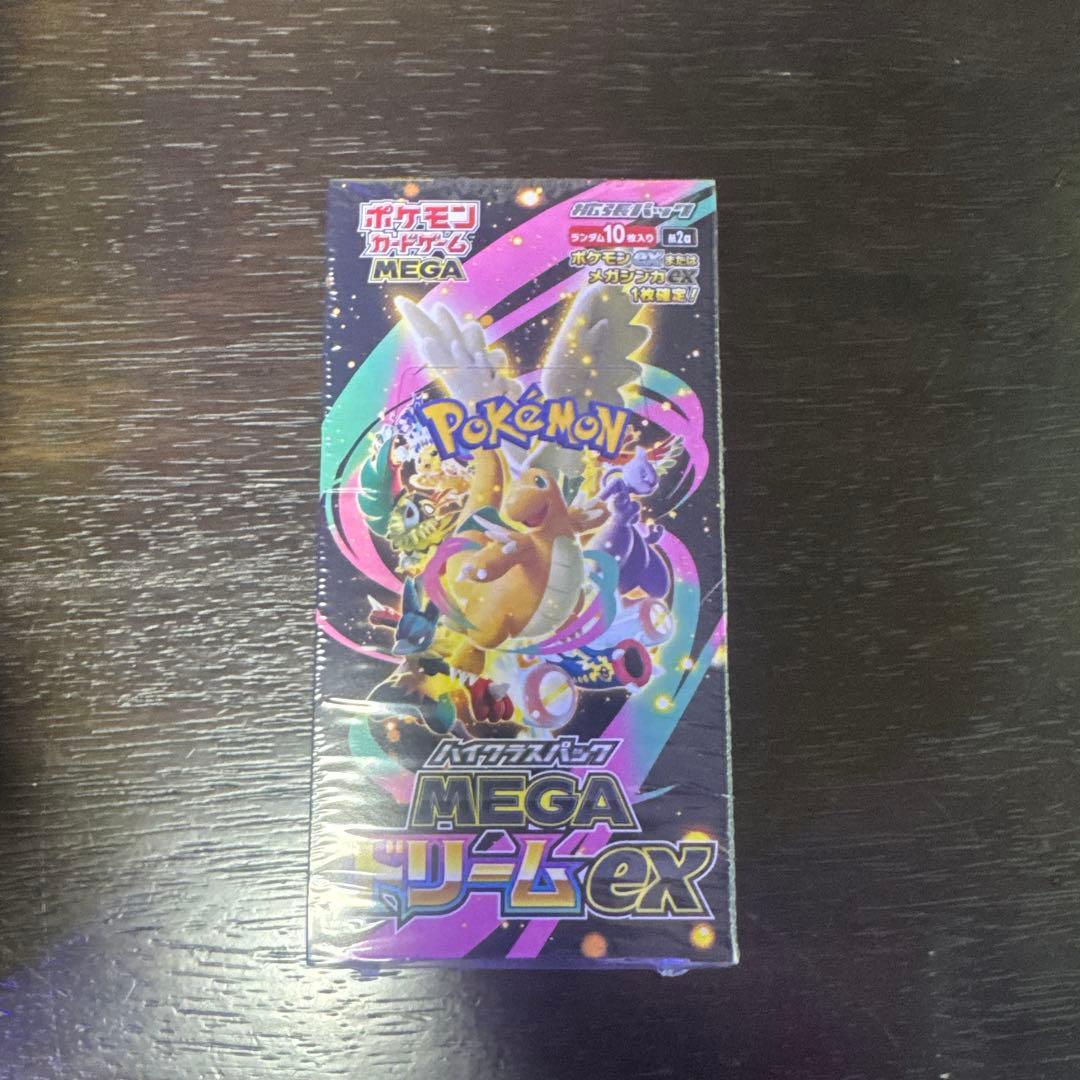 ポケモン
カードゲーム
MEGA
拡張パック
ランダム10枚入り m2a
ポケモンexまたは
メガシンカex
1枚確定!
POKéMON
ハイクラスパック
MEGA
ドリームex